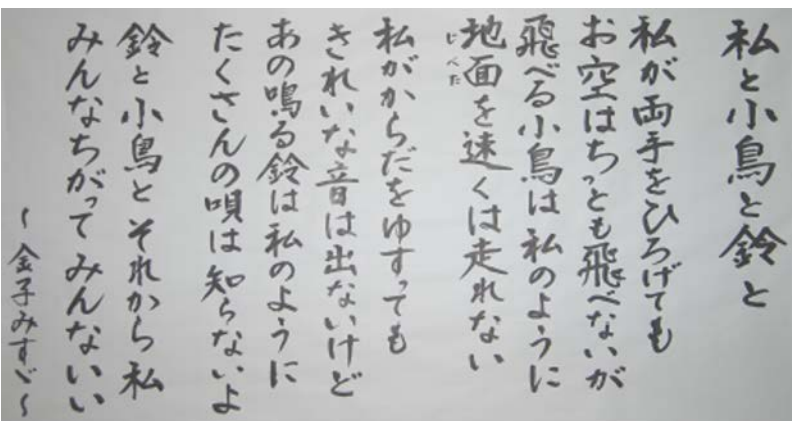 私と小鳥と鈴と
私が両手をひろげても
お空はちっとも飛べないが
飛べる小鳥は私のように
地面を速くは走れない
じべた
私がからだをゆすっても
きれいな音は出ないけど
あの鳴る鈴は私のように
たくさんの唄は知らないよ
鈴と小鳥とそれから私
みんなちがってみんないい
~金子みすゞ~